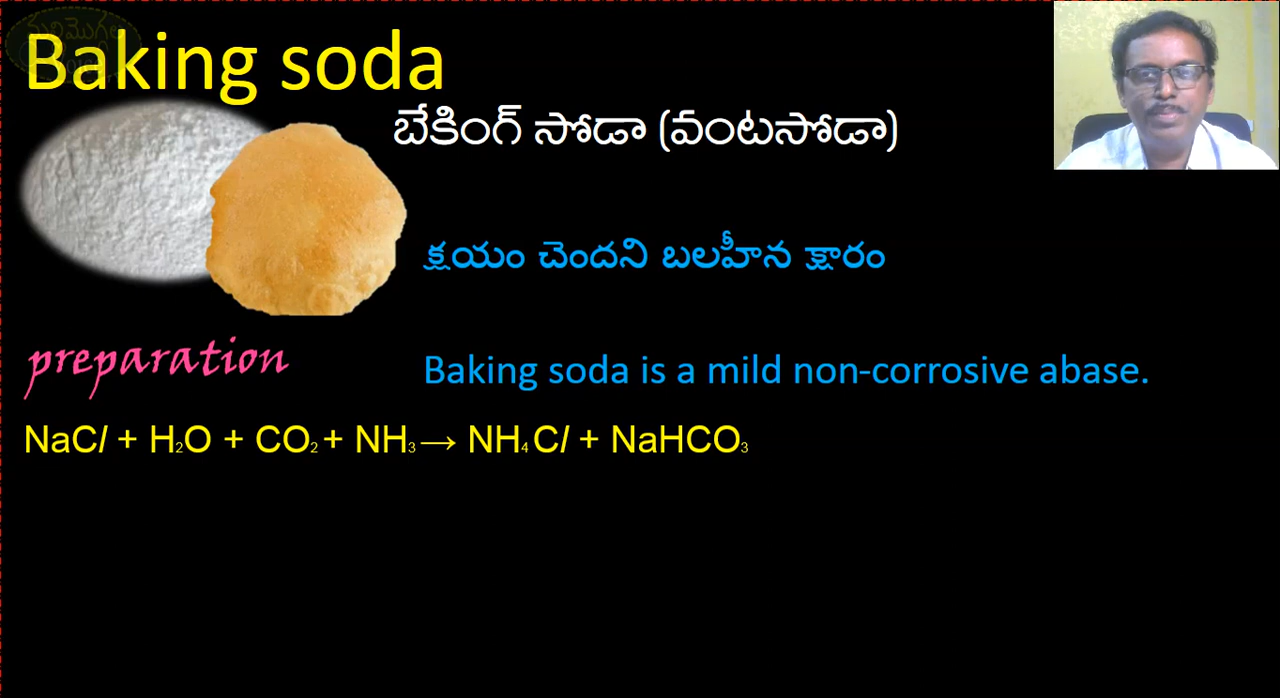 Baking soda
బేకింగ్ సోడా (వంటసోడా)
క్షయం చెందని బలహీన క్షారం
preparation
Baking soda is a mild non-corrosive abase.
NaCl + H₂O + CO₂ + NH₃ → NH₄Cl + NaHCO₃